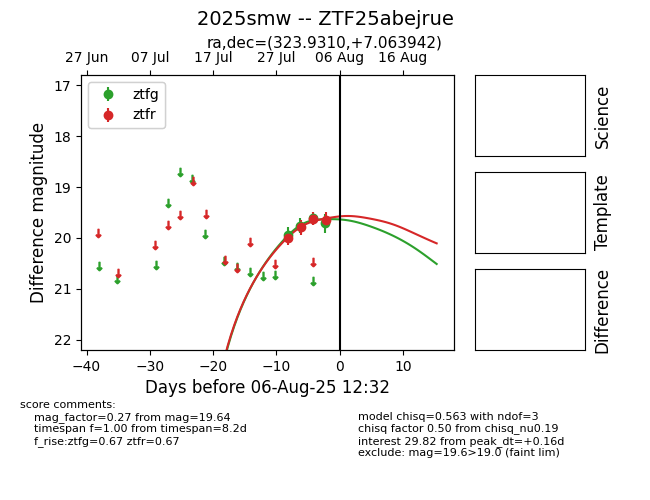 2025smw -- ZTF25abejrue
ra,dec=(323.9310,+7.063942)
27 Jun 07 Jul 17 Jul 27 Jul 06 Aug 16 Aug
ztfg
ztfr
17
18
19
20
21
22
Difference magnitude
−40 −30 −20 −10 0 10
Days before 06-Aug-25 12:32
Science
Template
Difference
score comments:
mag_factor=0.27 from mag=19.64
timespan f=1.00 from timespan=8.2d
f_rise:ztfg=0.67 ztfr=0.67
model chisq=0.563 with ndof=3
chisq factor 0.50 from chisq_nu0.19
interest 29.82 from peak_dt=+0.16d
exclude: mag=19.6>19.0 (faint lim)